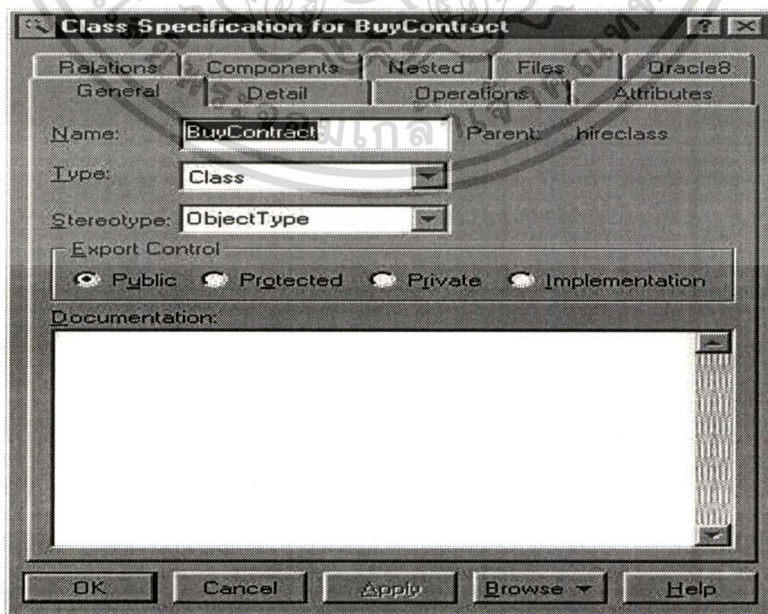 Class Specification for BuyContract
Relations Components Nested Files Oracle8
General Detail Operations Attributes
Name: BuyContract Parent: hireclass
Type: Class
Stereotype: ObjectType
Export Control
Public Protected Private Implementation
Documentation:
OK Cancel Apply Browse Help